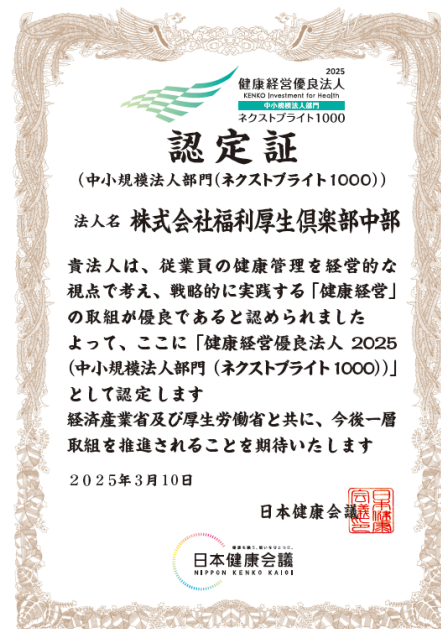 2025
健康経営優良法人
KENKO Investment for Health
中小規模法人部門
ネクストブライト1000
認定証
(中小規模法人部門(ネクストブライト1000))
法人名 株式会社福利厚生倶楽部中部
貴法人は、従業員の健康管理を経営的な
視点で考え、戦略的に実践する「健康経営」
の取組が優良であると認められました
よって、ここに「健康経営優良法人 2025
(中小規模法人部門 (ネクストブライト1000))」
として認定します
経済産業省及び厚生労働省と共に、今後一層
取組を推進されることを期待いたします
2025年3月10日
日本健康会議
日本健康会議
NIPPON KENKO KAIGI